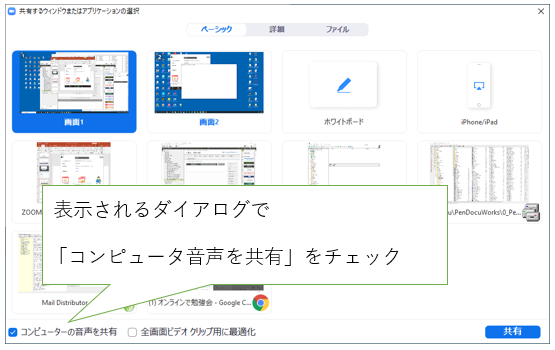 共有するウィンドウまたはアプリケーションの選択
ベーシック 詳細 ファイル
画面1 画面2 ホワイトボード iPhone/iPad
ZOOM
u\PenDocuWorks\0_Pe...
表示されるダイアログで
「コンピュータ音声を共有」をチェック
Mail Distributor (1) オンラインで勉強会 - Google C...
コンピューターの音声を共有 全画面ビデオ クリップ用に最適化 共有